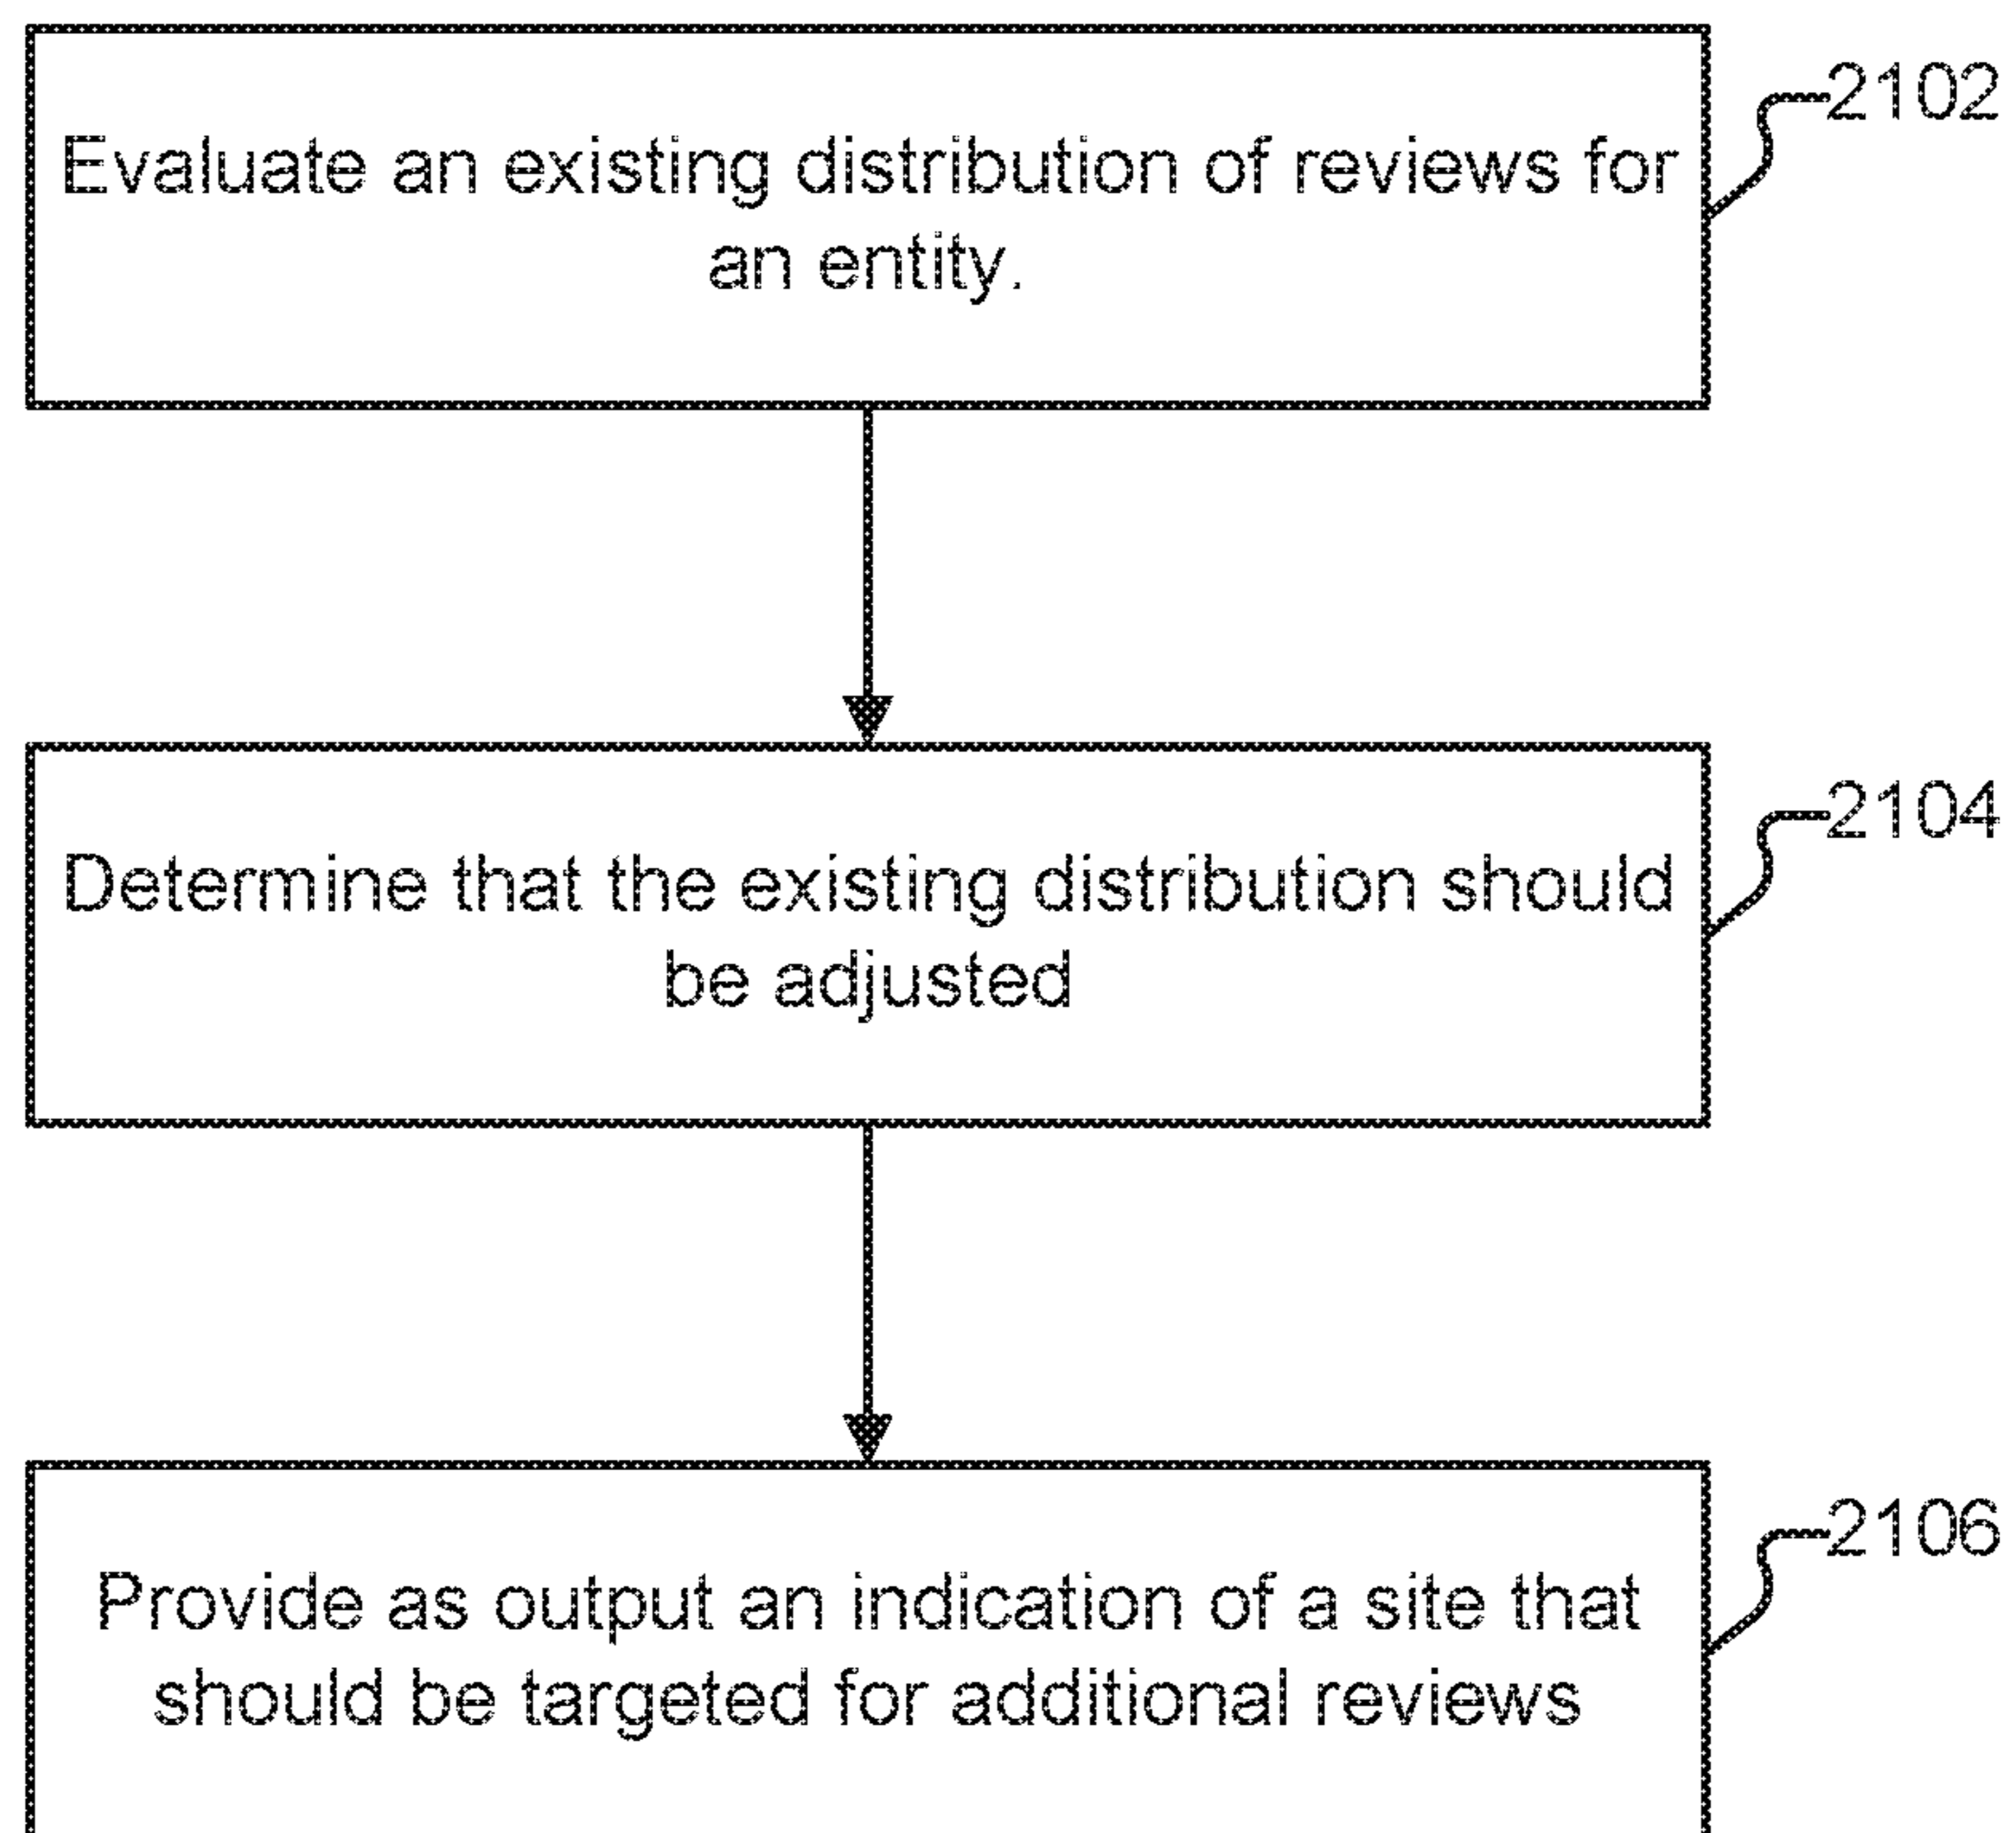 2102
Evaluate an existing distribution of reviews for
an entity.
2104
Determine that the existing distribution should
be adjusted
2106
Provide as output an indication of a site that
should be targeted for additional reviews